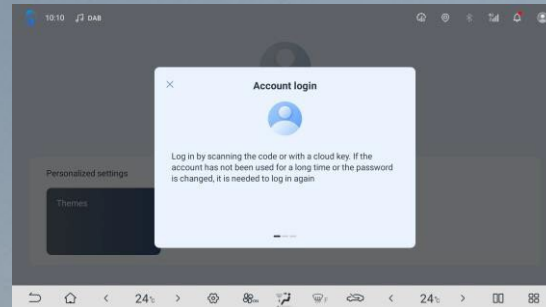 10:10 DAB
Account login
Log in by scanning the code or with a cloud key. If the
account has not been used for a long time or the password
is changed, it is needed to log in again
Personalized settings
Themes
24°c 24°c